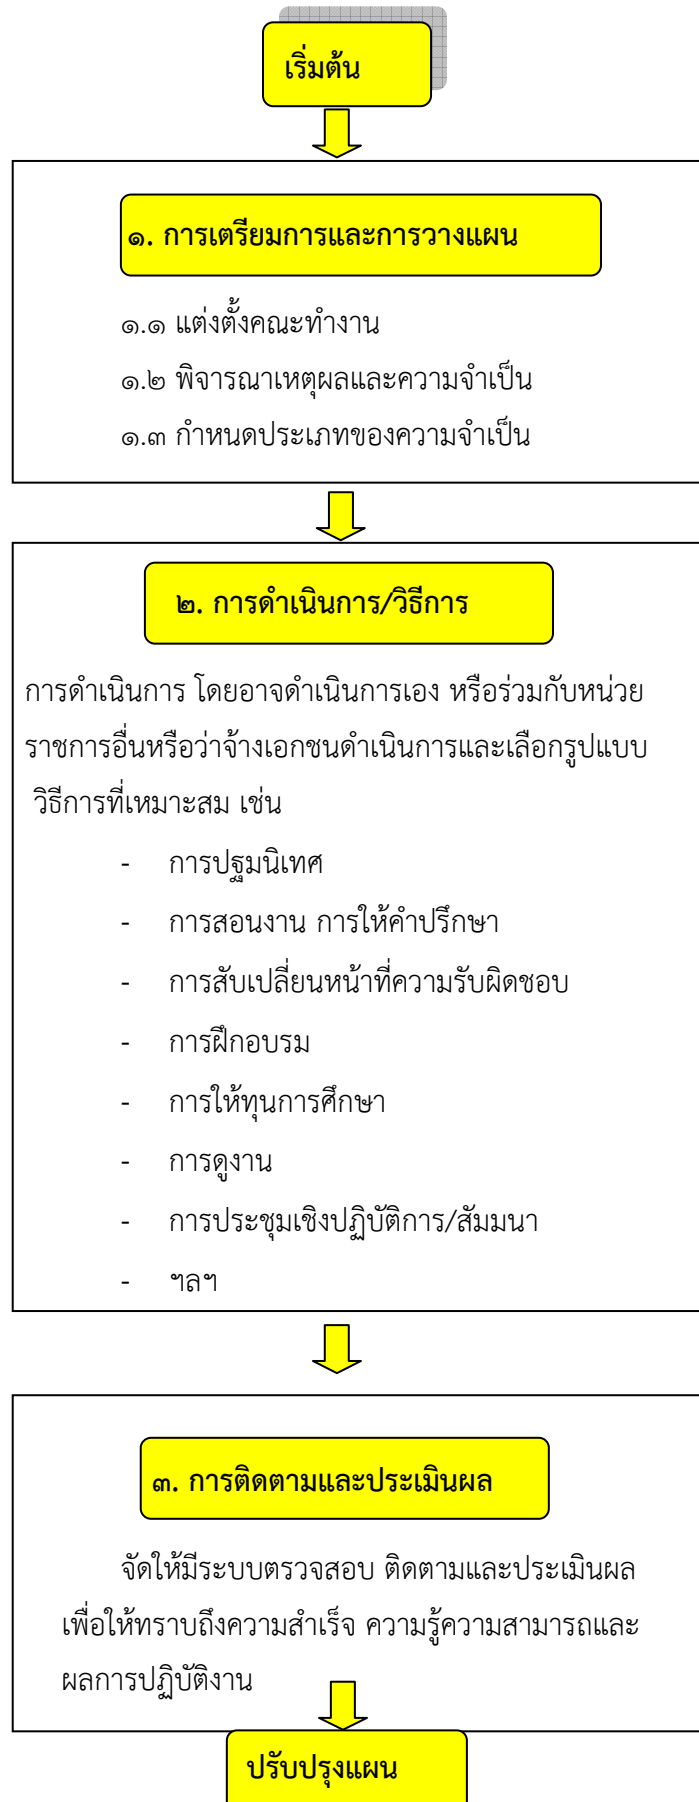 เริ่มต้น
๑. การเตรียมการและการวางแผน
๑.๑ แต่งตั้งคณะทำงาน
๑.๒ พิจารณาเหตุผลและความจำเป็น
๑.๓ กำหนดประเภทของความจำเป็น
๒. การดำเนินการ/วิธีการ
การดำเนินการ โดยอาจดำเนินการเอง หรือร่วมกับหน่วย
ราชการอื่นหรือว่าจ้างเอกชนดำเนินการและเลือกรูปแบบ
วิธีการที่เหมาะสม เช่น
- การปฐมนิเทศ
- การสอนงาน การให้คำปรึกษา
- การสับเปลี่ยนหน้าที่ความรับผิดชอบ
- การฝึกอบรม
- การให้ทุนการศึกษา
- การดูงาน
- การประชุมเชิงปฏิบัติการ/สัมมนา
- ฯลฯ
๓. การติดตามและประเมินผล
จัดให้มีระบบตรวจสอบ ติดตามและประเมินผล
เพื่อให้ทราบถึงความสำเร็จ ความรู้ความสามารถและ
ผลการปฏิบัติงาน
ปรับปรุงแผน